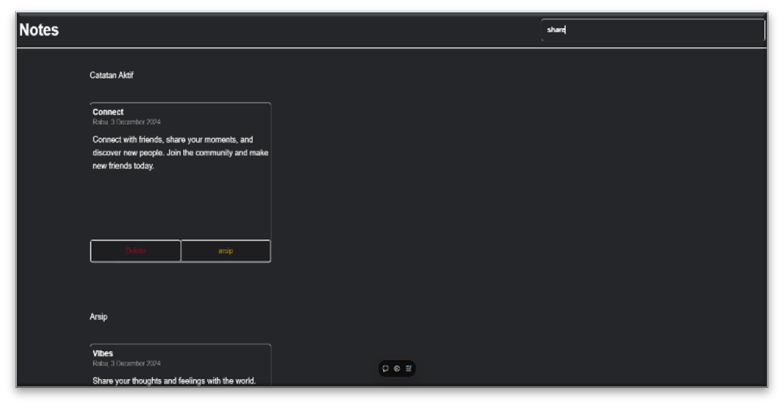 Notes
share
Catatan Aktif
Connect
Rabu, 3 December 2024
Connect with friends, share your moments, and
discover new people. Join the community and make
new friends today.
Delete
arsip
Arsip
Vibes
Rabu, 3 December 2024
Share your thoughts and feelings with the world.